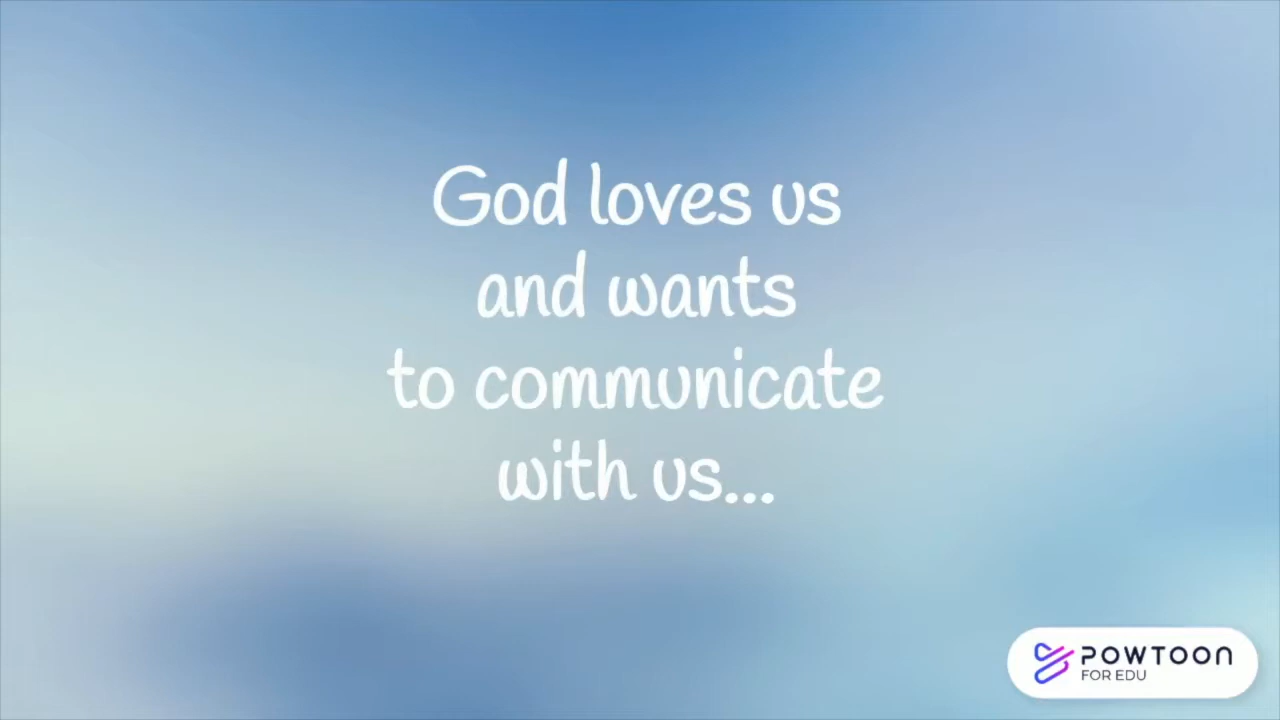 God loves us
and wants
to communicate
with us...
POWTOON
FOR EDU